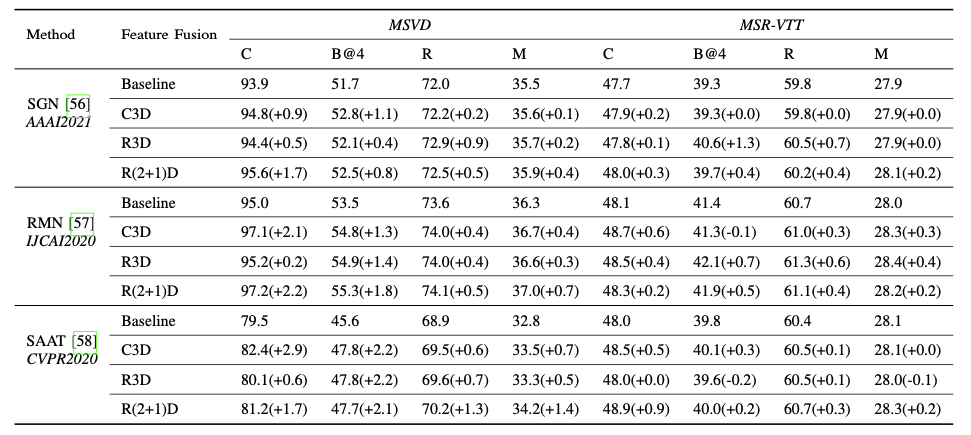 Method Feature Fusion MSVD MSR-VTT
C B@4 R M C B@4 R M
SGN [56]
AAAI2021
Baseline 93.9 51.7 72.0 35.5 47.7 39.3 59.8 27.9
C3D 94.8(+0.9) 52.8(+1.1) 72.2(+0.2) 35.6(+0.1) 47.9(+0.2) 39.3(+0.0) 59.8(+0.0) 27.9(+0.0)
R3D 94.4(+0.5) 52.1(+0.4) 72.9(+0.9) 35.7(+0.2) 47.8(+0.1) 40.6(+1.3) 60.5(+0.7) 27.9(+0.0)
R(2+1)D 95.6(+1.7) 52.5(+0.8) 72.5(+0.5) 35.9(+0.4) 48.0(+0.3) 39.7(+0.4) 60.2(+0.4) 28.1(+0.2)
RMN [57]
IJCAI2020
Baseline 95.0 53.5 73.6 36.3 48.1 41.4 60.7 28.0
C3D 97.1(+2.1) 54.8(+1.3) 74.0(+0.4) 36.7(+0.4) 48.7(+0.6) 41.3(-0.1) 61.0(+0.3) 28.3(+0.3)
R3D 95.2(+0.2) 54.9(+1.4) 74.0(+0.4) 36.6(+0.3) 48.5(+0.4) 42.1(+0.7) 61.3(+0.6) 28.4(+0.4)
R(2+1)D 97.2(+2.2) 55.3(+1.8) 74.1(+0.5) 37.0(+0.7) 48.3(+0.2) 41.9(+0.5) 61.1(+0.4) 28.2(+0.2)
SAAT [58]
CVPR2020
Baseline 79.5 45.6 68.9 32.8 48.0 39.8 60.4 28.1
C3D 82.4(+2.9) 47.8(+2.2) 69.5(+0.6) 33.5(+0.7) 48.5(+0.5) 40.1(+0.3) 60.5(+0.1) 28.1(+0.0)
R3D 80.1(+0.6) 47.8(+2.2) 69.6(+0.7) 33.3(+0.5) 48.0(+0.0) 39.6(-0.2) 60.5(+0.1) 28.0(-0.1)
R(2+1)D 81.2(+1.7) 47.7(+2.1) 70.2(+1.3) 34.2(+1.4) 48.9(+0.9) 40.0(+0.2) 60.7(+0.3) 28.3(+0.2)